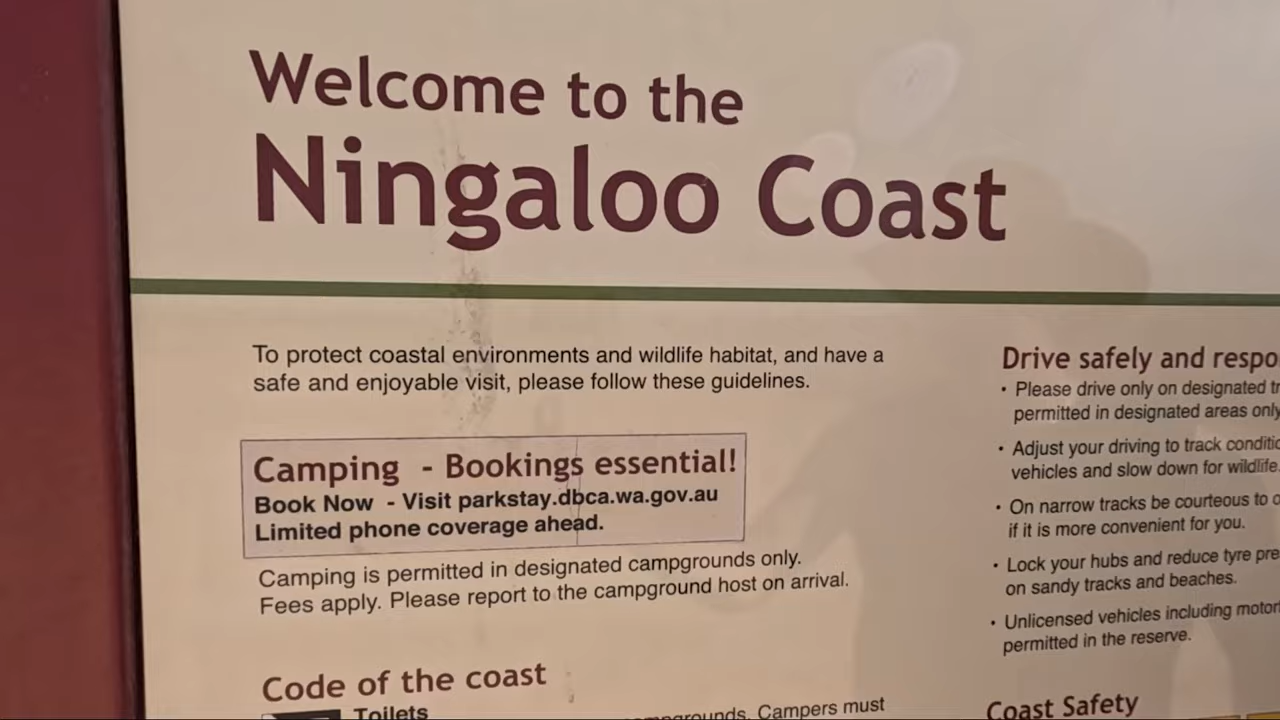 Welcome to the
Ningaloo Coast
To protect coastal environments and wildlife habitat, and have a
safe and enjoyable visit, please follow these guidelines.
Camping - Bookings essential!
Book Now - Visit parkstay.dbca.wa.gov.au
Limited phone coverage ahead.
Camping is permitted in designated campgrounds only.
Fees apply. Please report to the campground host on arrival.
Code of the coast
Toilets
Campers must
Drive safely and
• Please drive only on designated
permitted in designated areas only
• Adjust your driving to track
vehicles and slow down for wildlife.
• On narrow tracks be courteous to
if it is more convenient for you.
• Lock your hubs and reduce tyre
on sandy tracks and beaches.
• Unlicensed vehicles including
permitted in the reserve.
Coast Safety